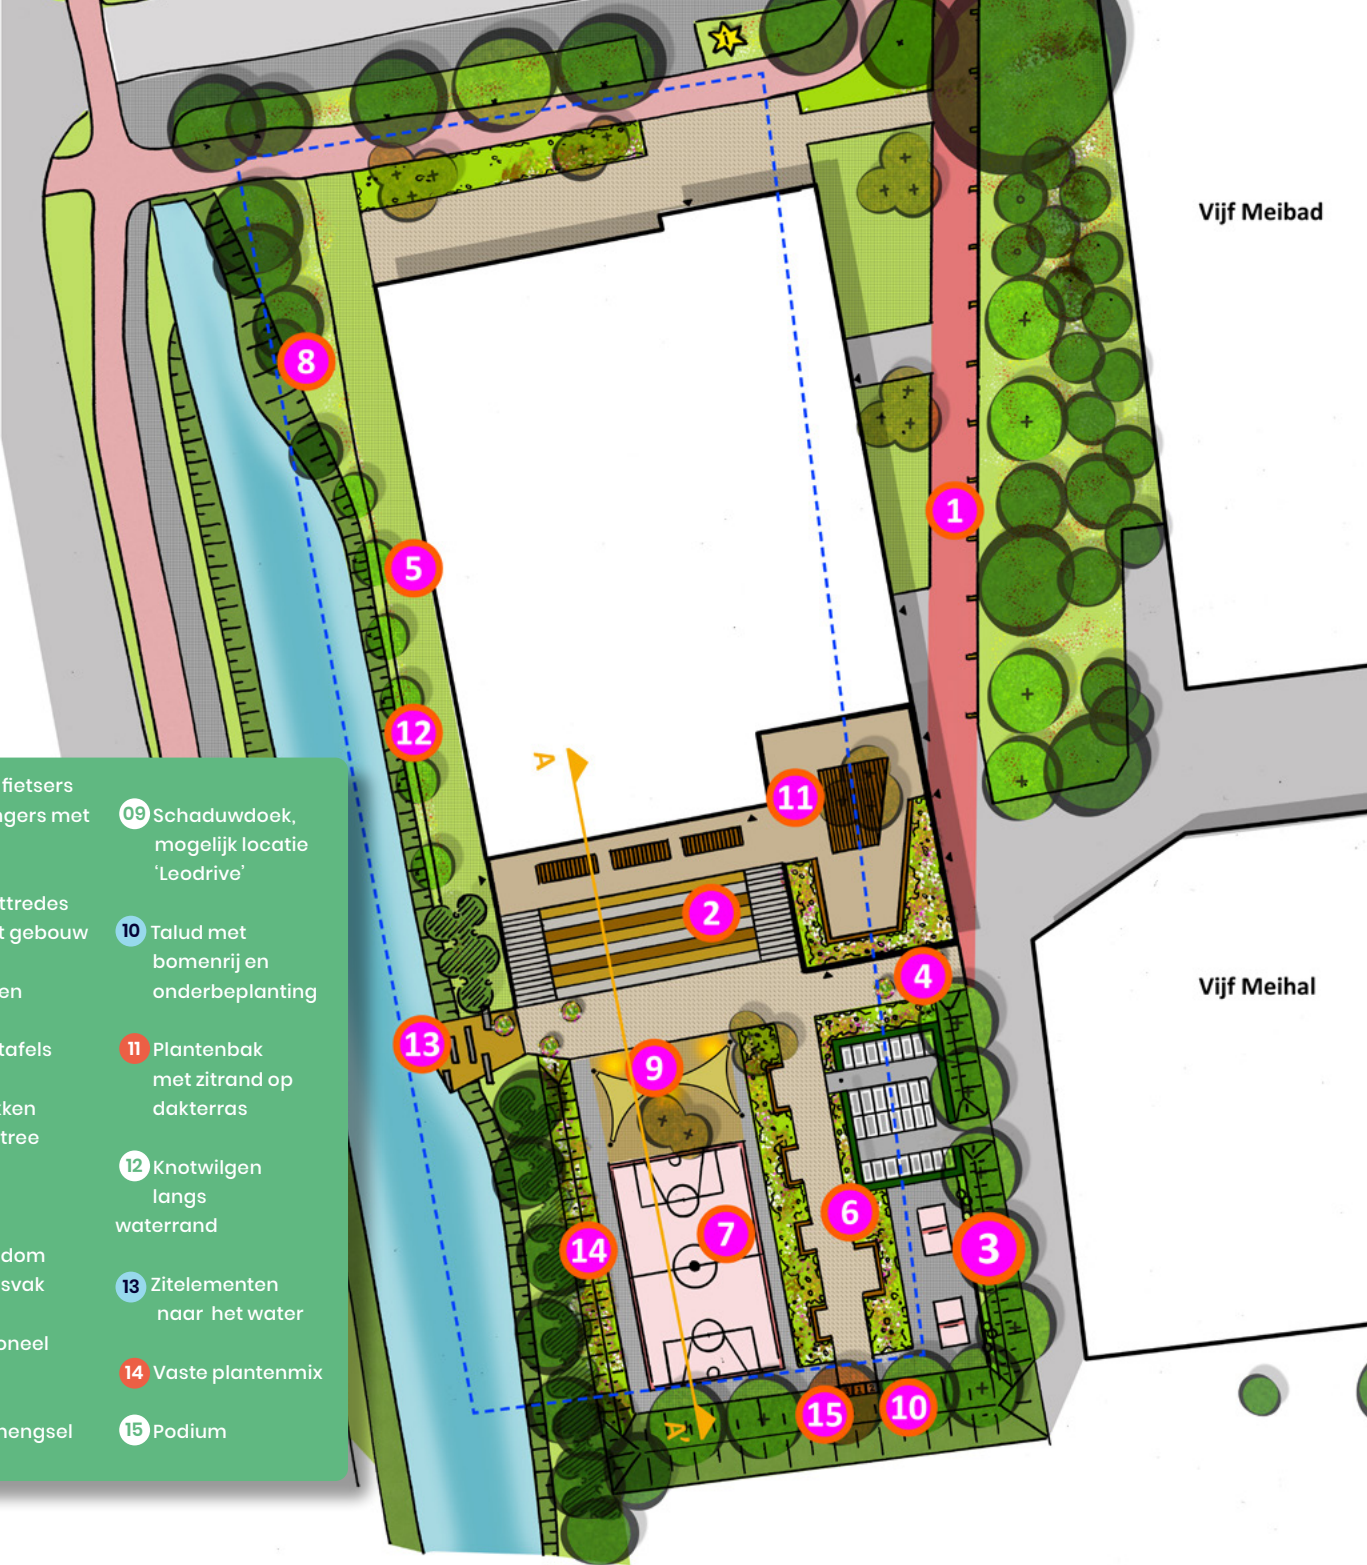 Vijf Meibad
8
1
5
12
A
11
2
4
Vijf Meihal
13
9
6
7
3
14
15
10
A'
fietsers
ngers met
ttredes
t gebouw
en
tafels
ken
tree
dom
svak
oneel
nengsel
09 Schaduwdoek,
mogelijk locatie
‘Leodrive’
10 Talud met
bomenrij en
onderbeplanting
11 Plantenbak
met zitrand op
dakterras
12 Knotwilgen
langs
waterrand
13 Zitelementen
naar het water
14 Vaste plantenmix
15 Podium